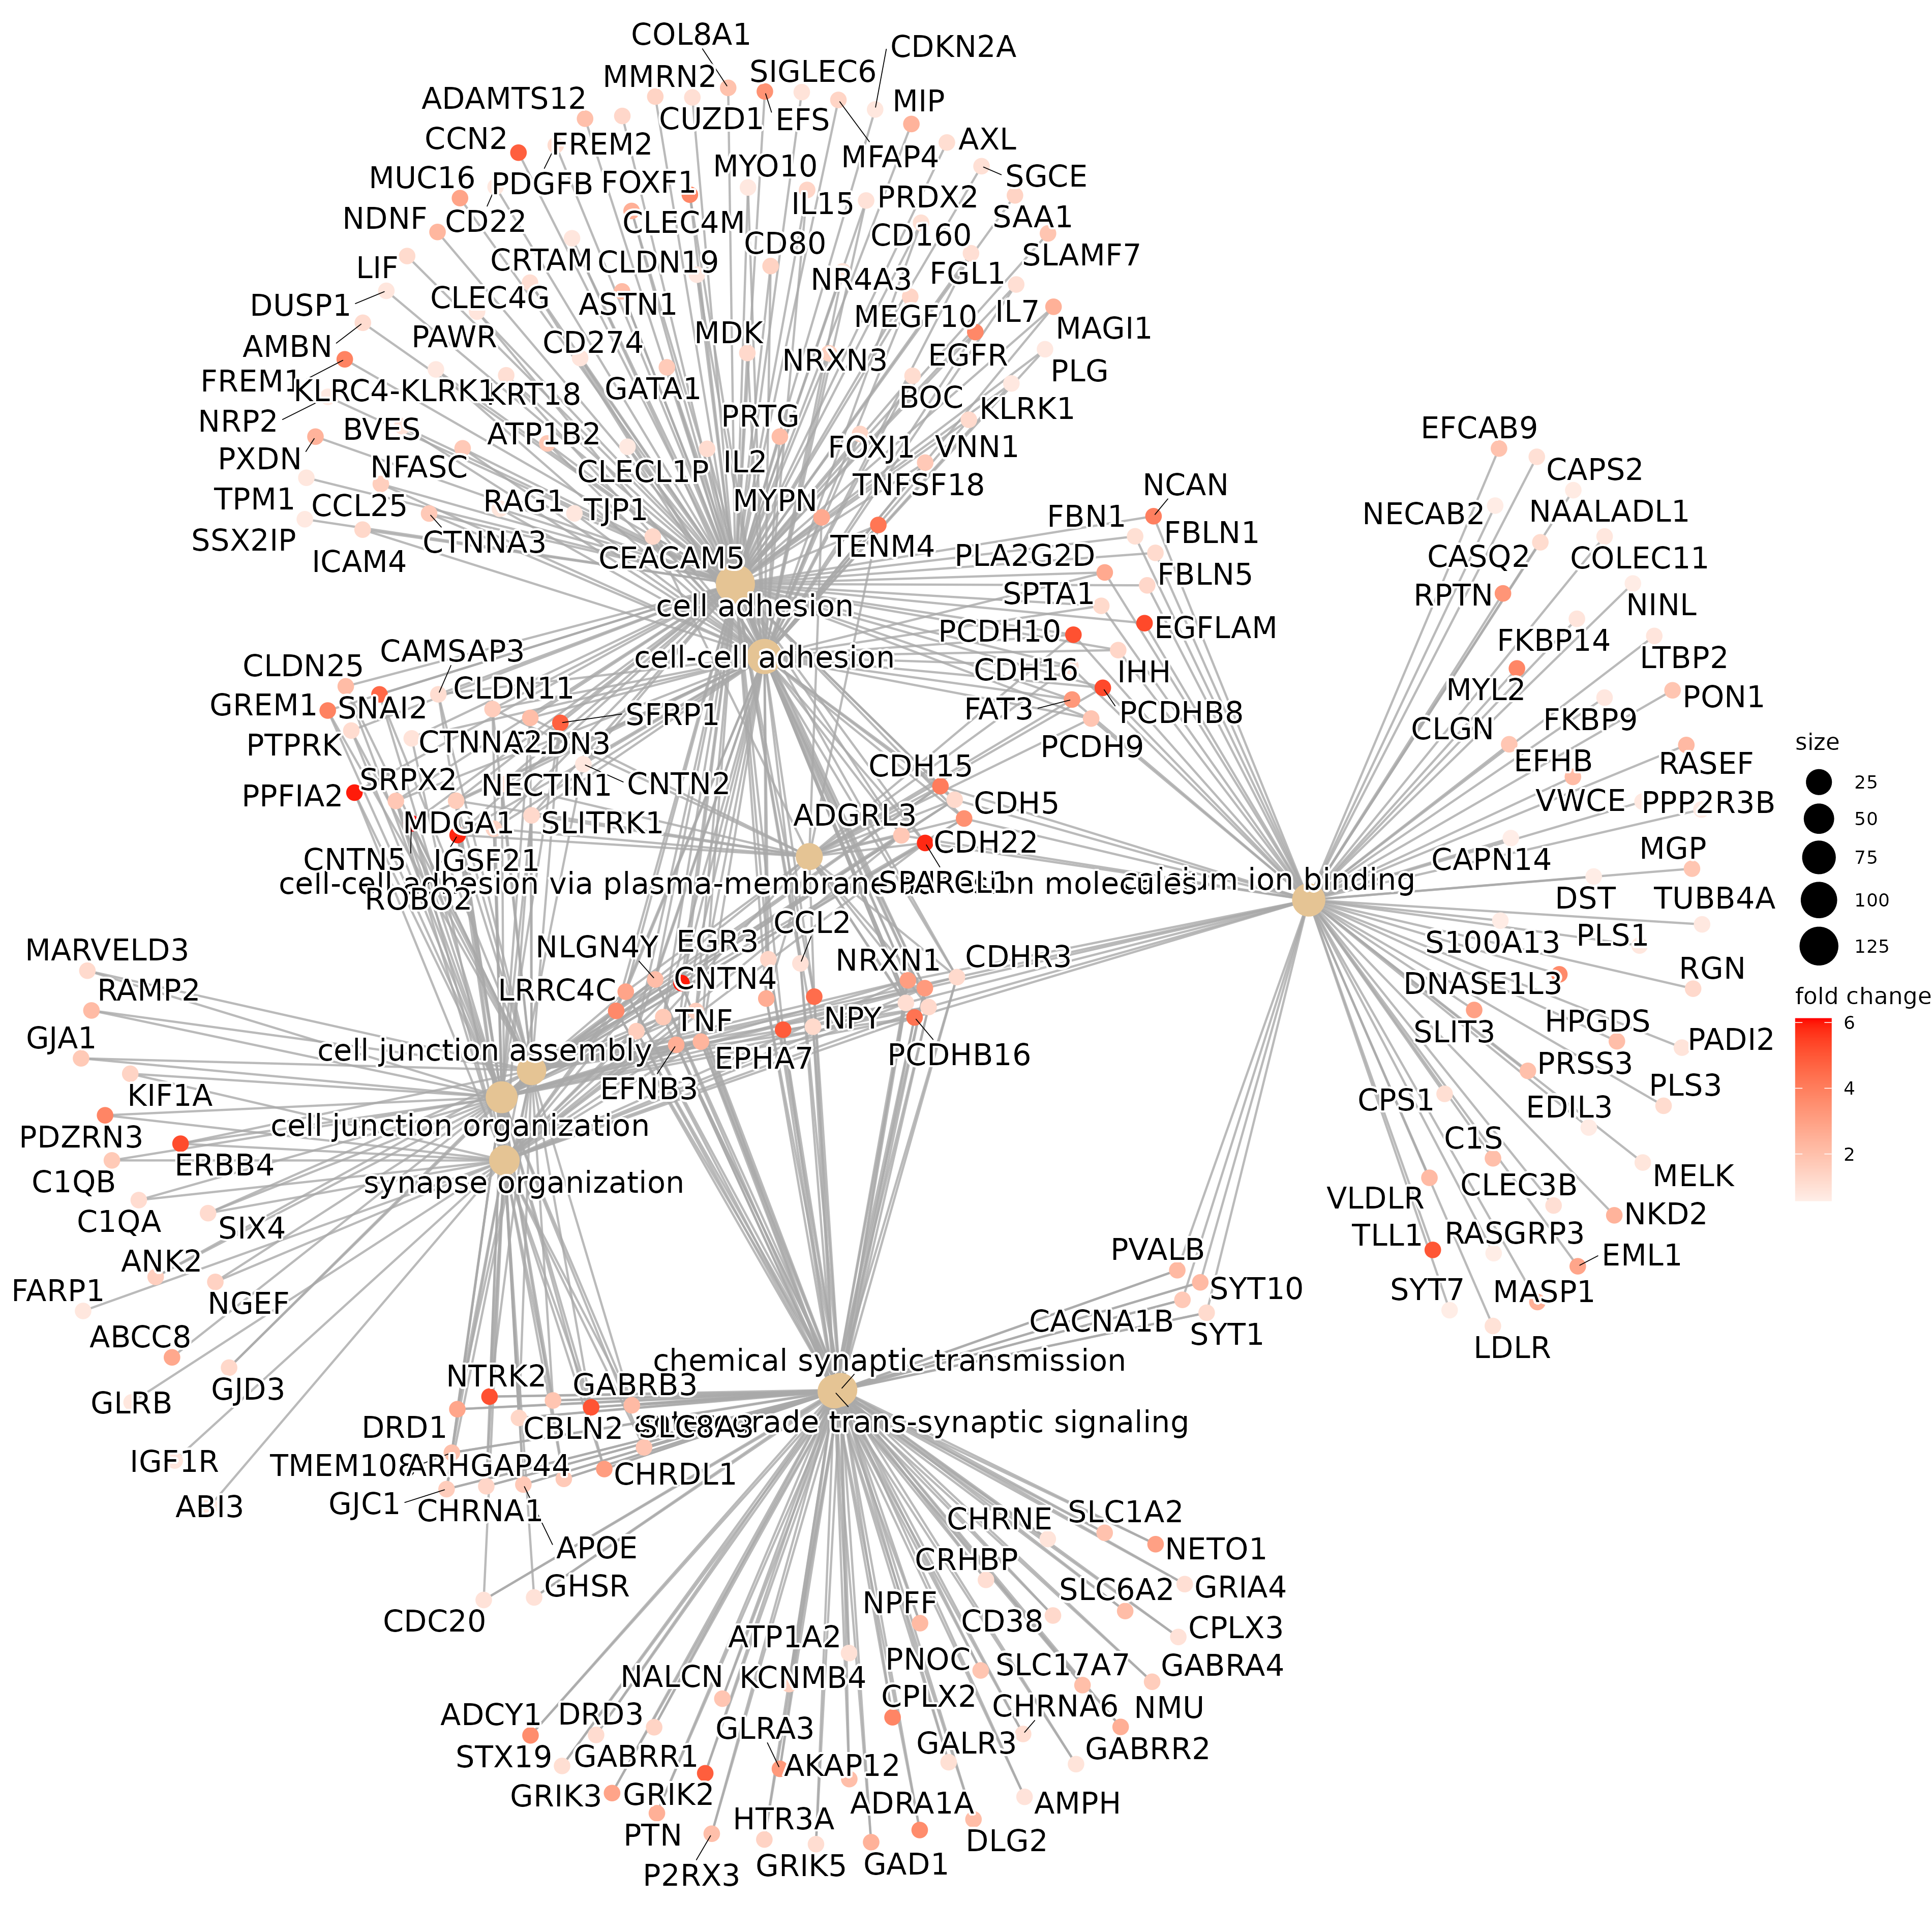 COL8A1
CDKN2A
MMRN2
SIGLEC6
ADAMTS12
MIP
CUZD1
EFS
CCN2
FREM2
AXL
MFAP4
MYO10
MUC16
PDGFB
FOXF1
SGCE
PRDX2
IL15
NDNF
CD22
CLEC4M
SAA1
CD80
CD160
SLAMF7
CRTAM
CLDN19
LIF
NR4A3
FGL1
DUSP1
CLEC4G
ASTN1
MEGF10
IL7
MAGI1
AMBN
PAWR
CD274
MDK
NRXN3
EGFR
PLG
FREM1
KLRC4-KLRK1
KRT18
GATA1
BOC
KLRK1
NRP2
BVES
ATP1B2
PRTG
FOXJ1
VNN1
PXDN
NFASC
CLECL1P
IL2
TNFSF18
TPM1
CCL25
RAG1
TJP1
MYPN
SSX2IP
ICAM4
CTNNA3
CEACAM5
TENM4
cell adhesion
cell-cell adhesion
NCAN
FBN1
FBLN1
PLA2G2D
FBLN5
SPTA1
PCDH10
EGFLAM
CDH16
IHH
FAT3
PCDHB8
PCDH9
EFCAB9
CAPS2
NECAB2
NAALADL1
CASQ2
COLEC11
RPTN
NINL
FKBP14
LTBP2
MYL2
PON1
CLGN
FKBP9
EFHB
RASEF
VWCE
PPP2R3B
CAPN14
MGP
DST
TUBB4A
S100A13
PLS1
RGN
DNASE1L3
SLIT3
HPGDS
PADI2
PRSS3
CPS1
EDIL3
PLS3
C1S
MELK
VLDLR
CLEC3B
NKD2
TLL1
RASGRP3
EML1
SYT7
MASP1
LDLR
CLDN25
CAMSAP3
GREM1
SNAI2
CLDN11
SFRP1
PTPRK
CTNNA2
CLDN3
PPFIA2
SRPX2
NECTIN1
CNTN2
MDGA1
SLITRK1
CNTN5
IGSF21
ROBO2
CDH15
ADGRL3
CDH5
CDH22
SPARCL1
cell-cell adhesion via plasma-membrane adhesion molecules
calcium ion binding
CCL2
NLGN4Y
EGR3
NRXN1
CDHR3
LRRC4C
CNTN4
TNF
NPY
EPHA7
PCDHB16
EFNB3
cell junction assembly
cell junction organization
synapse organization
MARVELD3
RAMP2
GJA1
KIF1A
PDZRN3
ERBB4
C1QB
C1QA
SIX4
ANK2
FARP1
NGEF
ABCC8
GJD3
GLRB
IGF1R
ABI3
PVALB
SYT10
CACNA1B
SYT1
chemical synaptic transmission
anterograde trans-synaptic signaling
NTRK2
GABRB3
DRD1
CBLN2
SLC8A3
TMEM108
ARHGAP44
CHRDL1
GJC1
CHRNA1
APOE
GHSR
CDC20
CHRNE
SLC1A2
NETO1
CRHBP
SLC6A2
GRIA4
NPFF
CD38
CPLX3
ATP1A2
PNOC
SLC17A7
GABRA4
NALCN
KCNMB4
CPLX2
CHRNA6
NMU
ADCY1
DRD3
GLRA3
GALR3
GABRR2
STX19
GABRR1
AKAP12
GRIK3
GRIK2
ADRA1A
AMPH
PTN
HTR3A
DLG2
P2RX3
GRIK5
GAD1
size
25
50
75
100
125
fold change
6
4
2